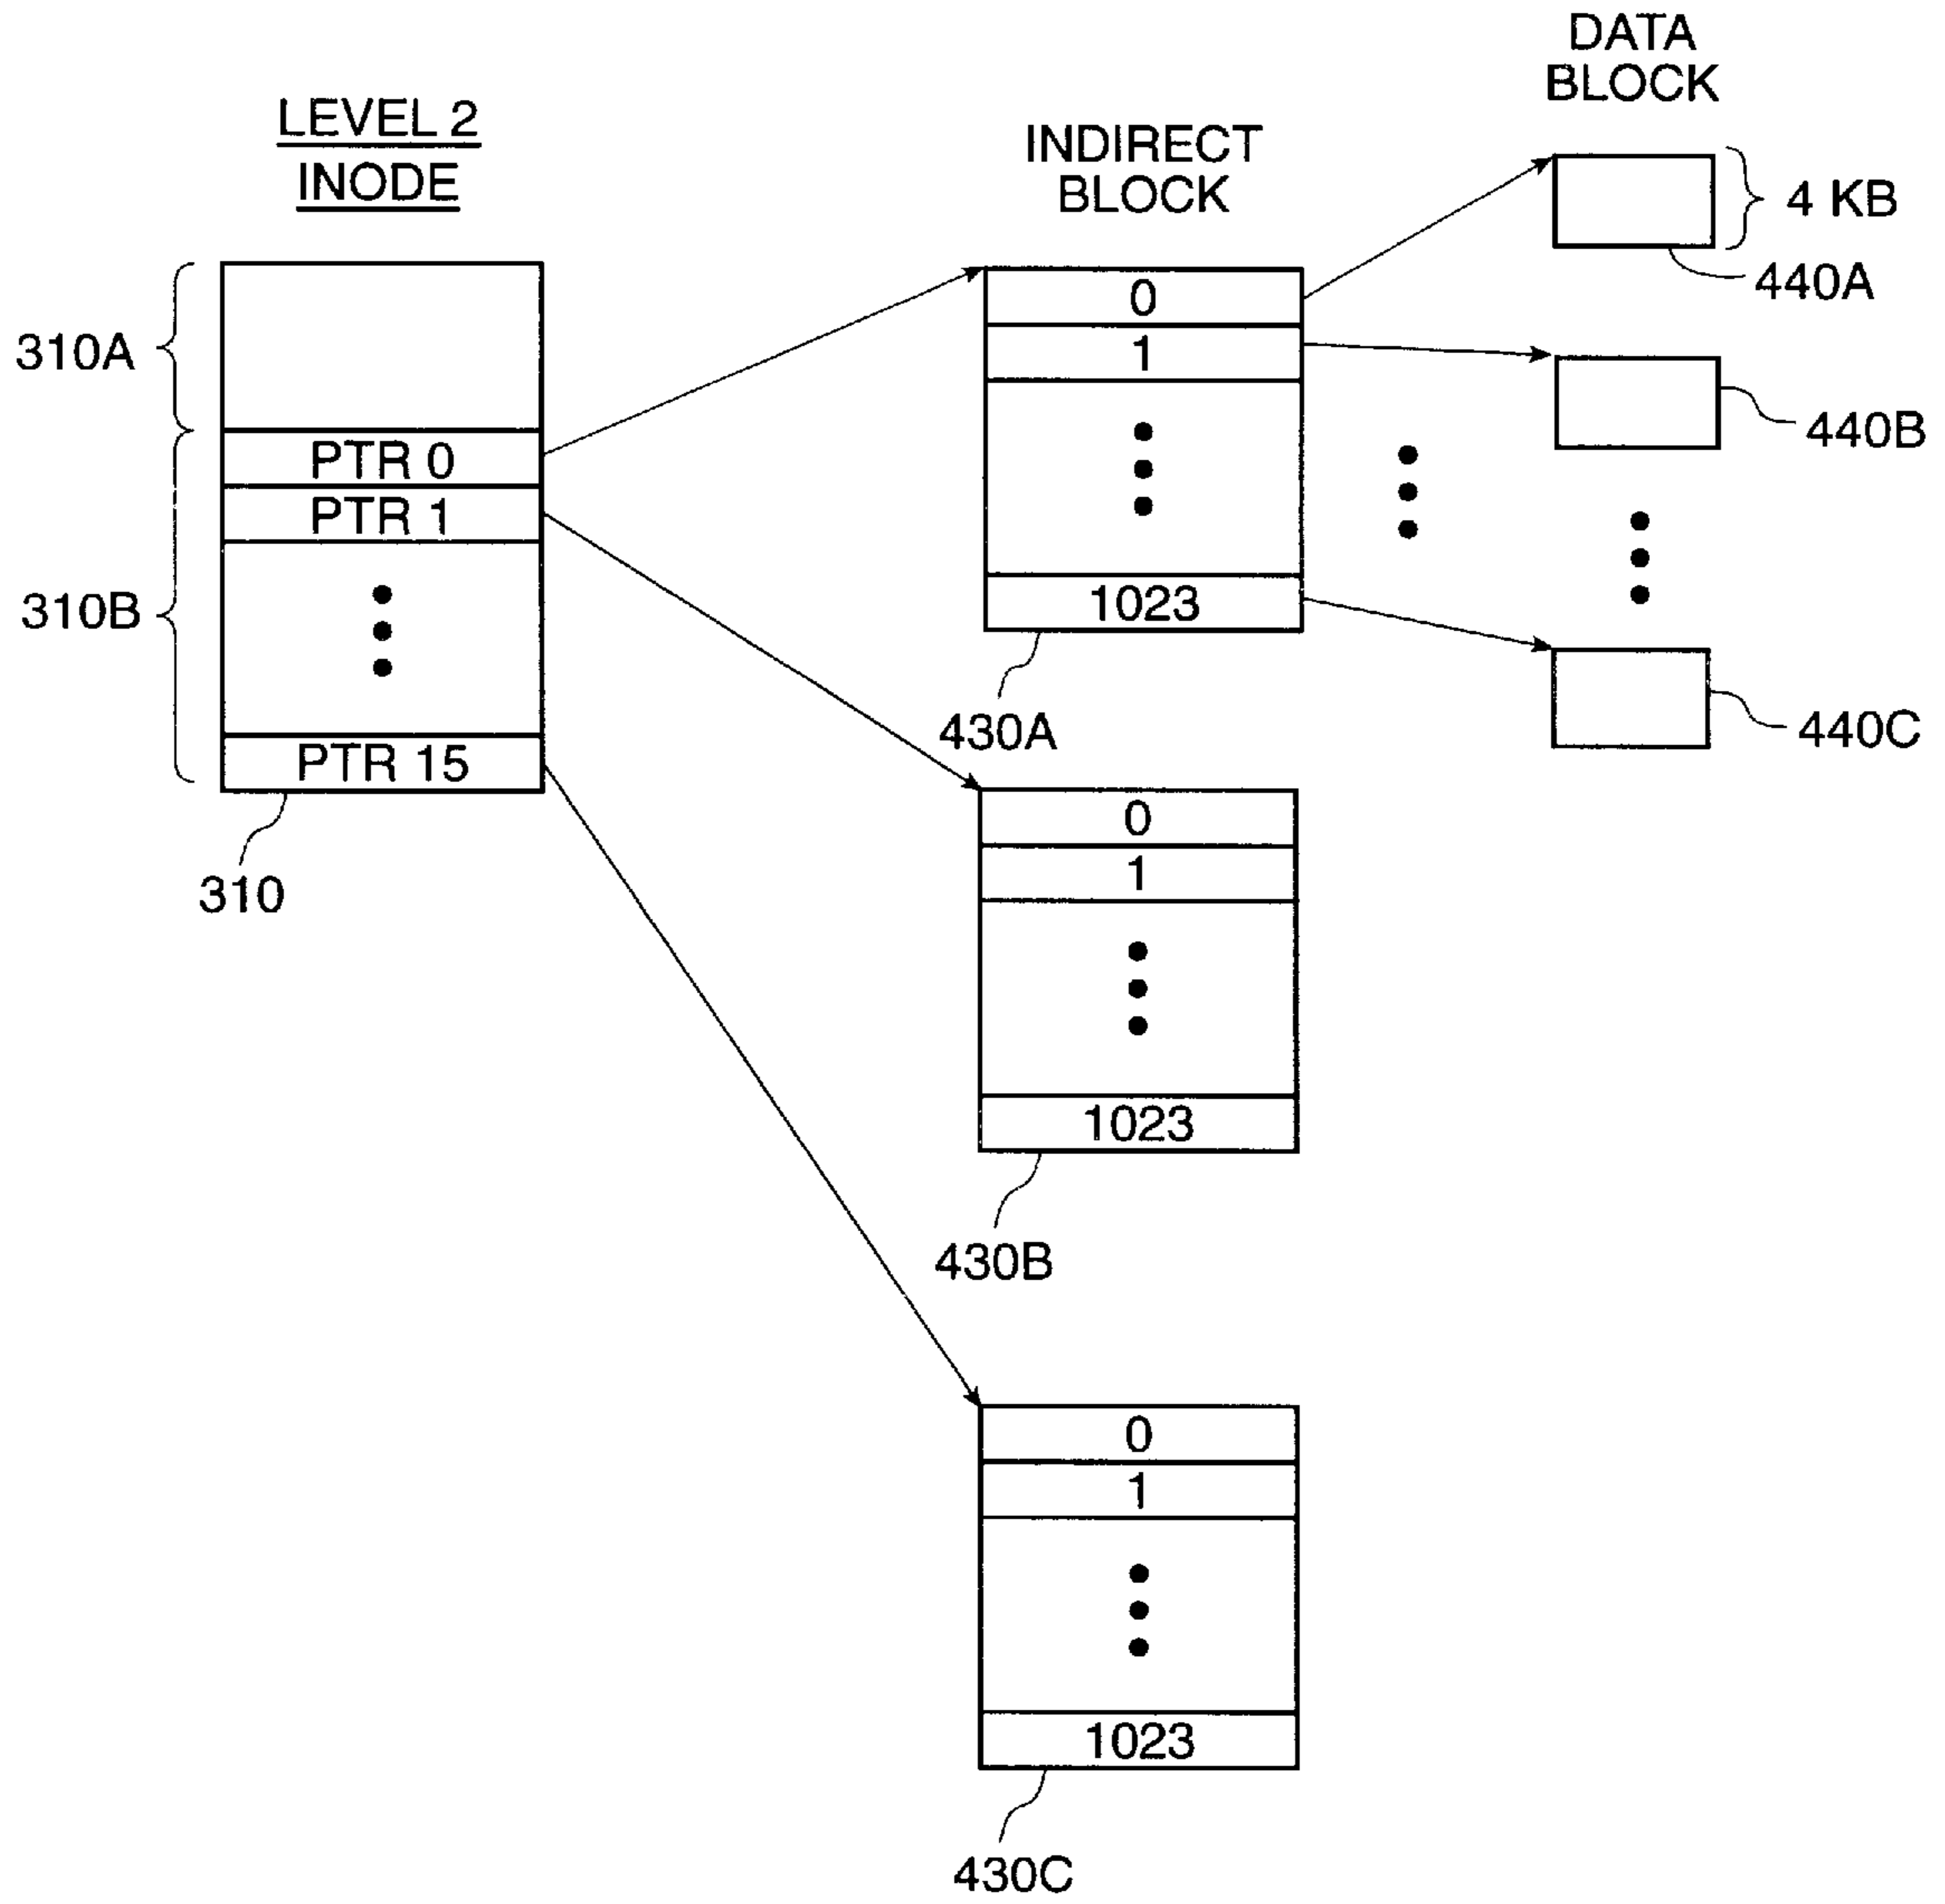 LEVEL 2
INODE
310A
310B
PTR 0
PTR 1
PTR 15
310
INDIRECT
BLOCK
0
1
1023
430A
0
1
1023
430B
0
1
1023
430C
DATA
BLOCK
4 KB
440A
440B
440C